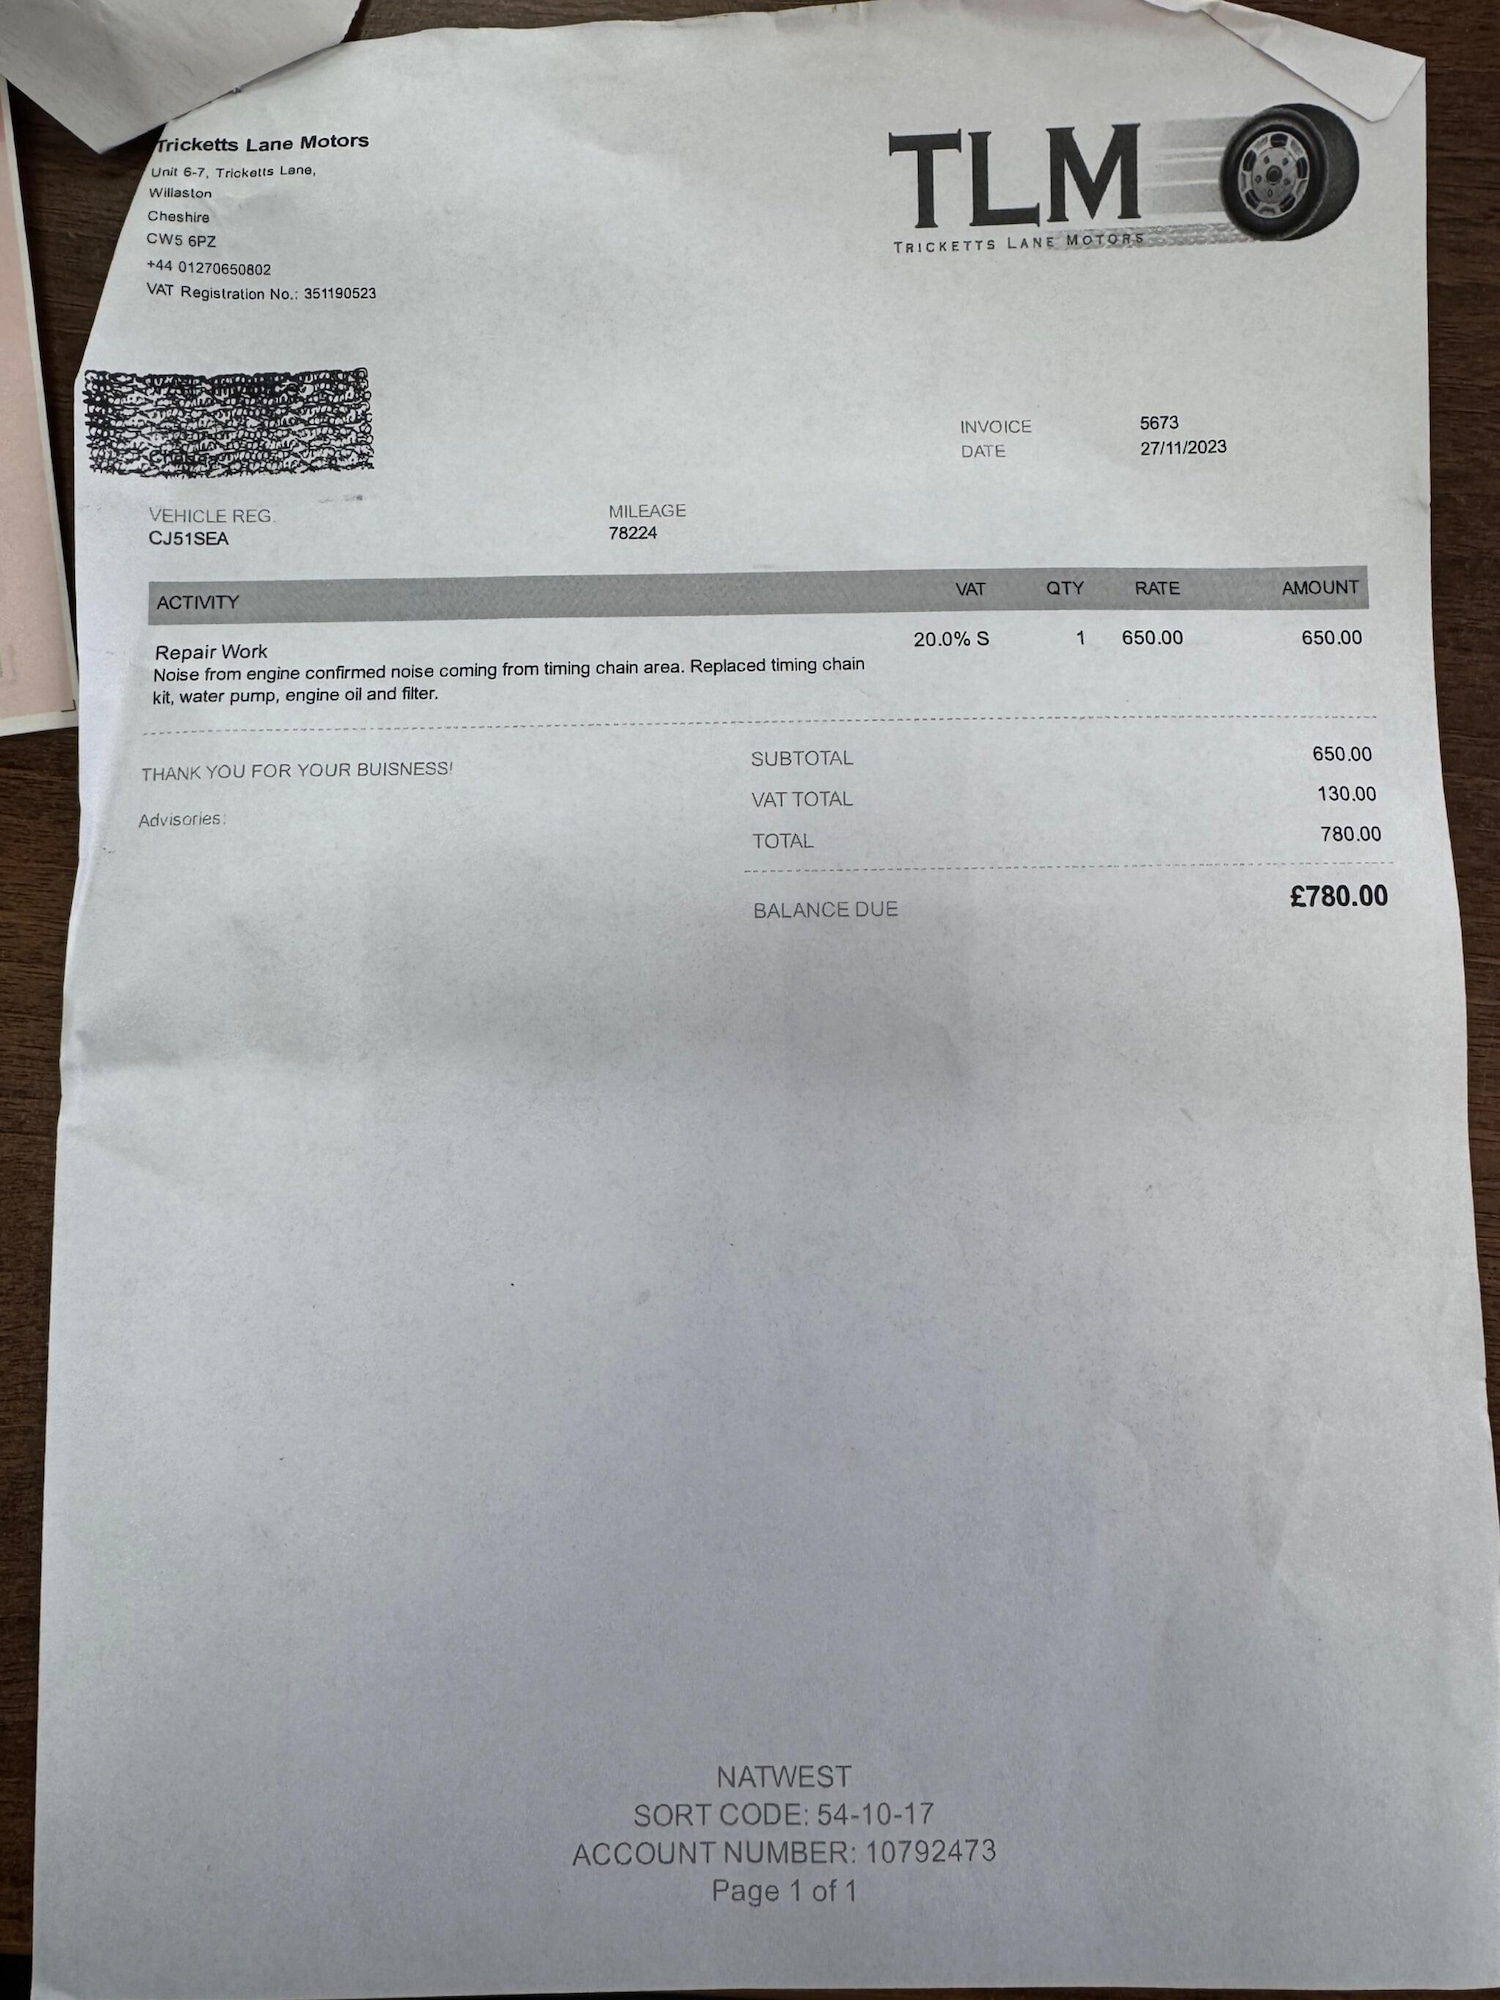 Tricketts Lane Motors
Unit 6-7, Tricketts Lane,
Willaston
Cheshire
CW5 6PZ
+44 01270650802
VAT Registration No.: 351190523
TLM
TRICKETTS LANE MOTORS
INVOICE 5673
DATE 27/11/2023
VEHICLE REG. MILEAGE
CJ51SEA 78224
ACTIVITY VAT QTY RATE AMOUNT
Repair Work 20.0% S 1 650.00 650.00
Noise from engine confirmed noise coming from timing chain area. Replaced timing chain
kit, water pump, engine oil and filter.
THANK YOU FOR YOUR BUISNESS!
Advisories:
SUBTOTAL 650.00
VAT TOTAL 130.00
TOTAL 780.00
BALANCE DUE £780.00
NATWEST
SORT CODE: 54-10-17
ACCOUNT NUMBER: 10792473
Page 1 of 1